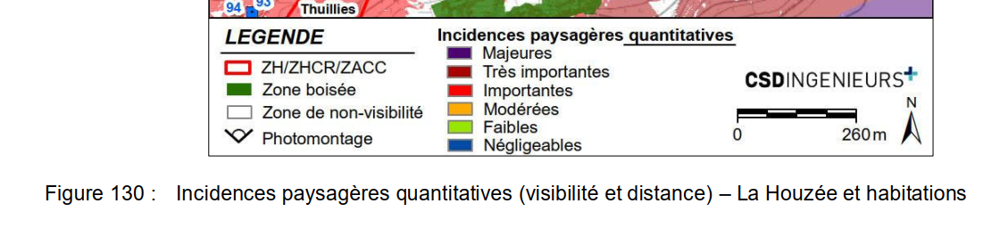 94 93
Thuillies
LEGENDE
ZH/ZHCR/ZACC
Zone boisée
Zone de non-visibilité
Photomontage
Incidences paysagères quantitatives
Majeures
Très importantes
Importantes
Modérées
Faibles
Négligeables
CSDINGENIEURS+
N
0 260 m
Figure 130 : Incidences paysagères quantitatives (visibilité et distance) – La Houzée et habitations